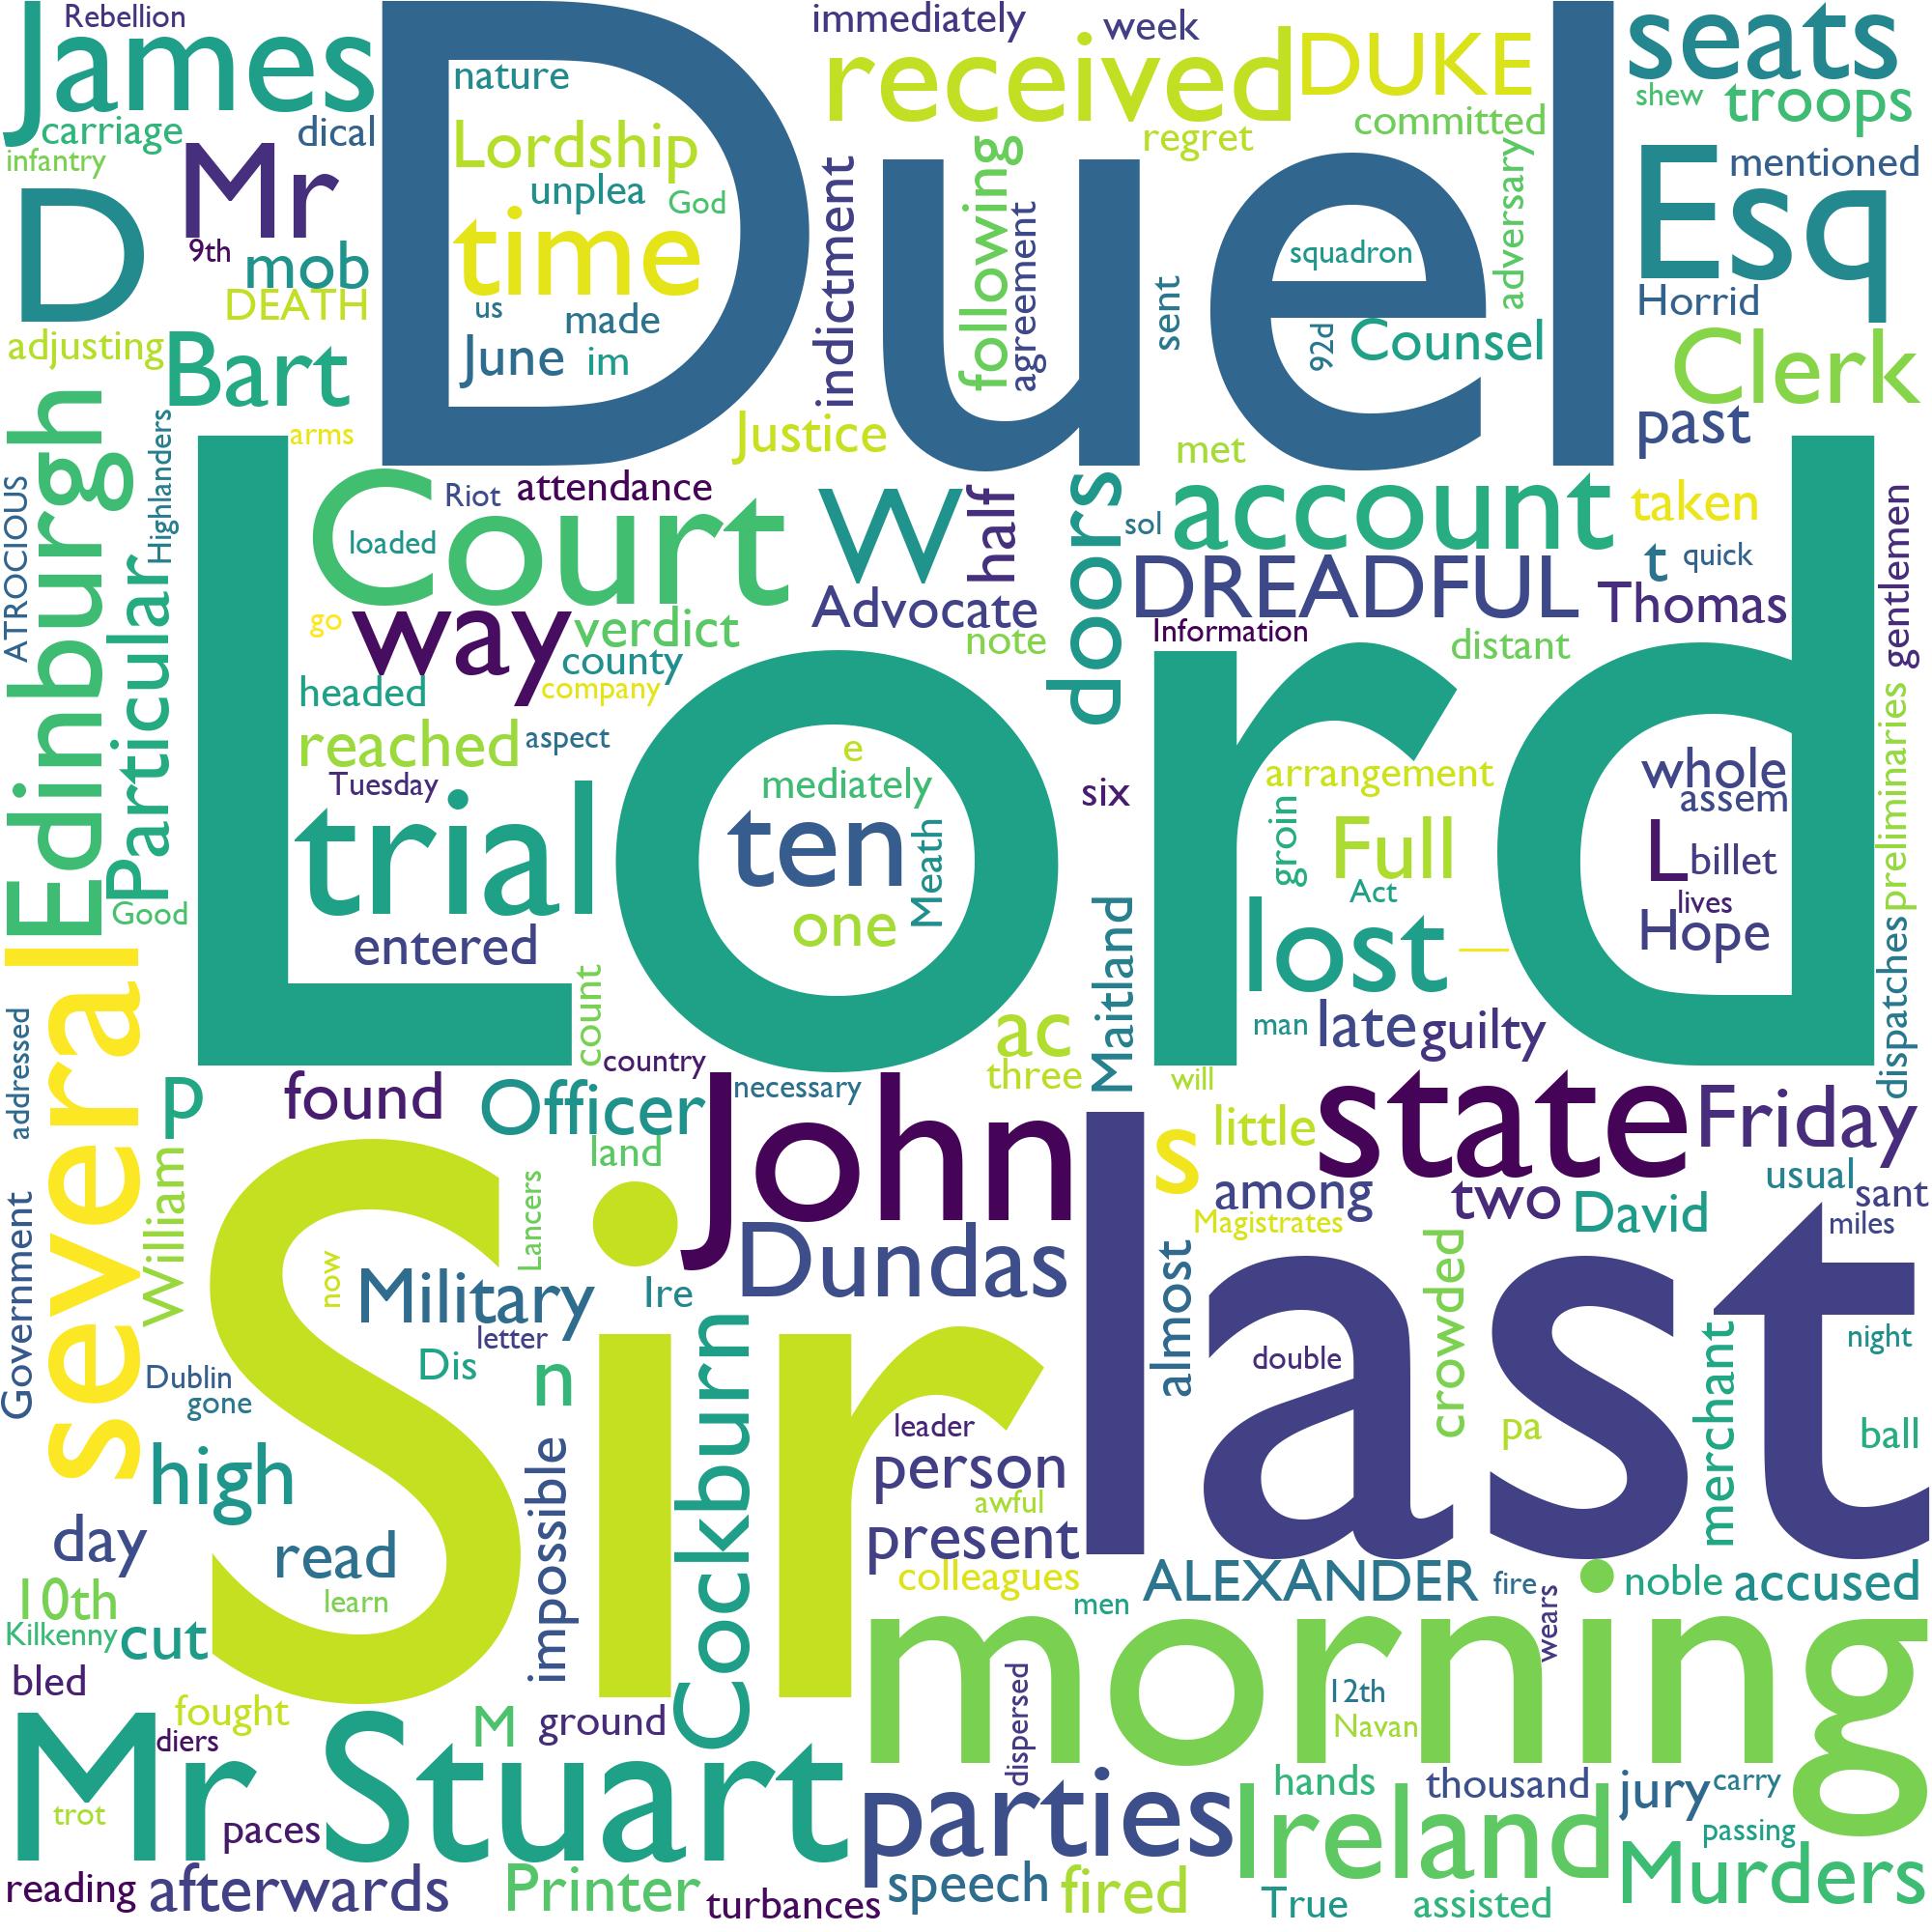 Rebellion
James
carriage
dical
infantry
Mr
D
9th
mob
DEATH
adjusting
Bart
Duel
nature
Lordship
unplea
God
time
us
made
June
im
immediately
week
received
DUKE
regret
committed
indictment
following
agreement
sent
adversary
squadron
92d
Counsel
Justice
met
seats
shew
troops
Esq
mentioned
Horrid
Clerk
past
Edinburgh
Highlanders
arms
ATROCIOUS
Particular
Good
Lord
Court
Riot
attendance
loaded
go
way
verdict
county
company
headed
reached
aspect
Tuesday
trial
entered
count
W
half
Advocate
note
doors
sol
account
DREADFUL
Information
distant
taken
t
quick
Thomas
gentlemen
e
mediately
ten
Meath
one
six
Maitland
arrangement
groin
Full
Act
lost
—
man
late
guilty
whole
assem
L
billet
lives
Hope
preliminaries
dispatches
addressed
several
P
William
found
country
necessary
Officer
land
ac
three
will
Sir
Lancers
now
Military
letter
Dis
n
Ire
John
Dundas
Cockburn
impossible
last
s
little
among
Magistrates
state
two
Friday
David
usual
sant
miles
almost
crowded
double
pa
merchant
night
ball
Government
Dublin
gone
high
day
read
learn
10th
Kilkenny
cut
bled
leader
person
awful
present
colleagues
men
ALEXANDER
fire
wears
noble
accused
morning
dispersed
12th
Navan
fought
diers
M
ground
Mr Stuart
trot
paces
reading
afterwards
Printer
turbances
parties
speech
fired
Ireland
hands
thousand
jury
carry
passing
Murders
True
assisted